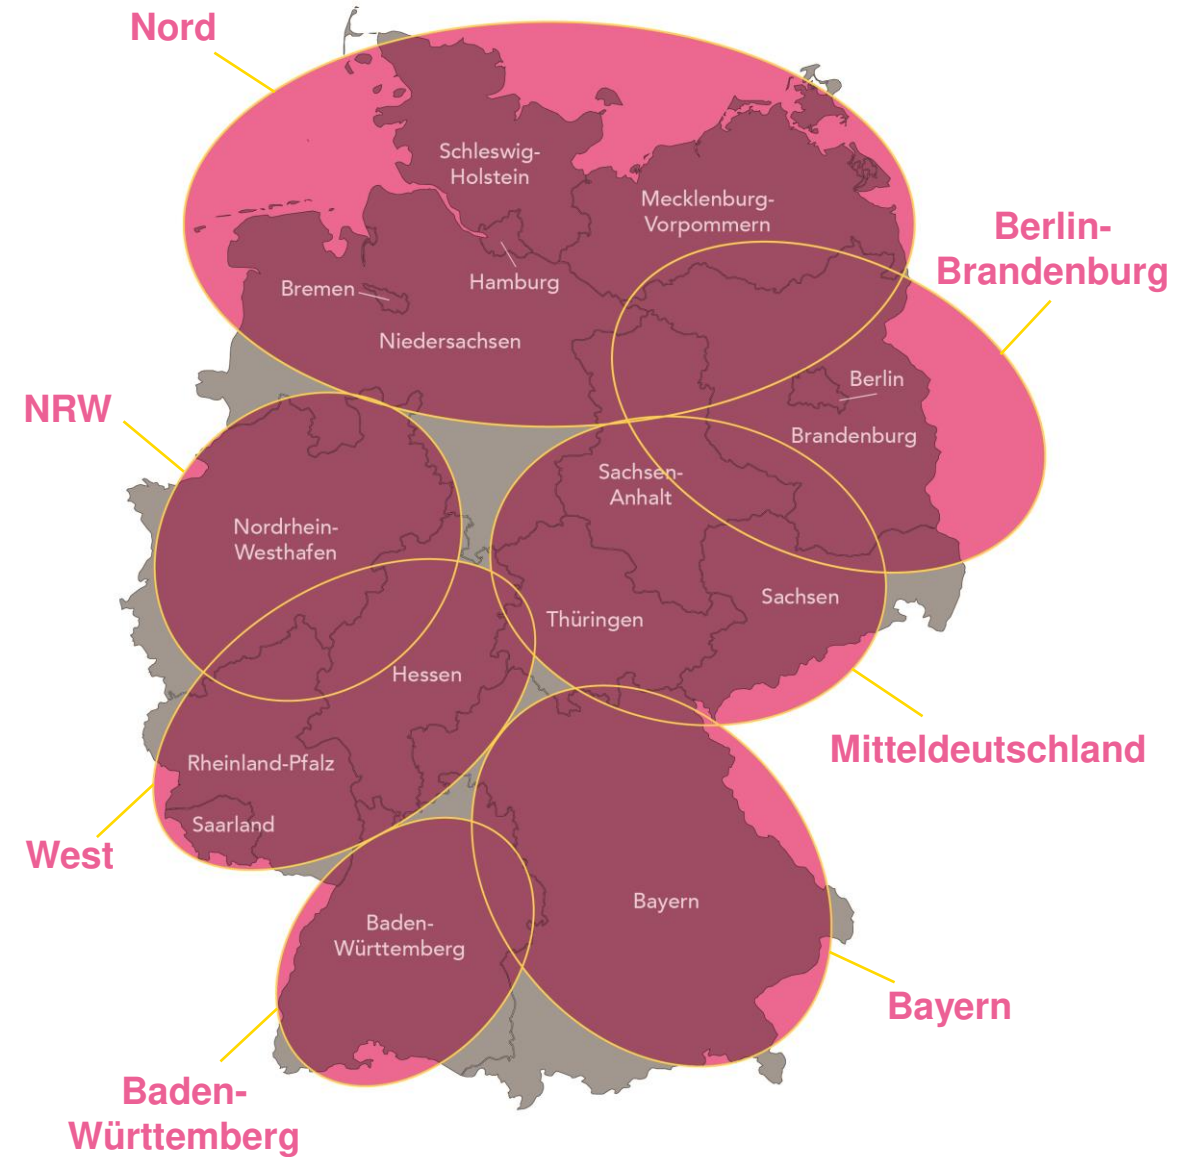 Nord
Schleswig-
Holstein
Mecklenburg-
Vorpommern
Berlin-
Brandenburg
Hamburg
Bremen
Niedersachsen
Berlin
Brandenburg
NRW
Sachsen-
Anhalt
Nordrhein-
Westhafen
Sachsen
Thüringen
Hessen
Mitteldeutschland
Rheinland-Pfalz
Saarland
West
Bayern
Baden-
Württemberg
Bayern
Baden-
Württemberg